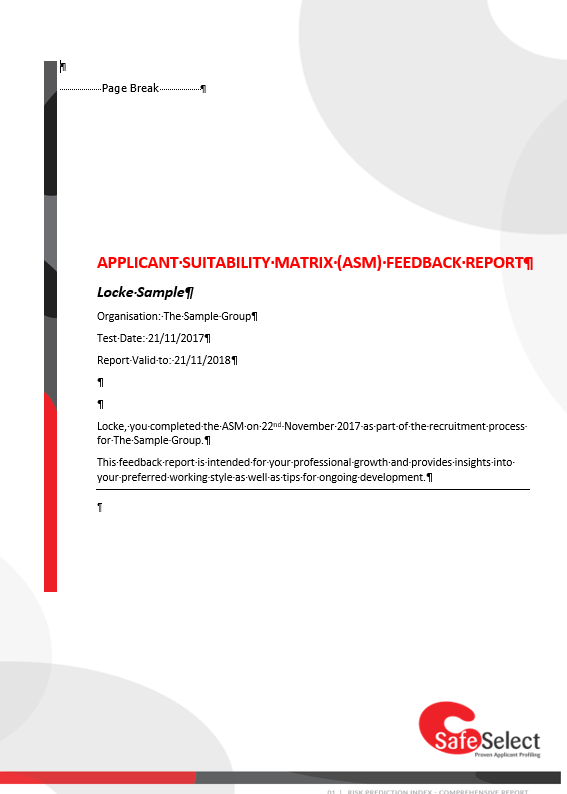 ¶
Page Break ¶
APPLICANT·SUITABILITY·MATRIX·(ASM)·FEEDBACK·REPORT¶
Locke·Sample¶
Organisation:·The·Sample·Group¶
Test·Date:·21/11/2017¶
Report·Valid·to:·21/11/2018¶
¶
¶
Locke,·you·completed·the·ASM·on·22nd·November·2017·as·part·of·the·recruitment·process·
for·The·Sample·Group.¶
This·feedback·report·is·intended·for·your·professional·growth·and·provides·insights·into·
your·preferred·working·style·as·well·as·tips·for·ongoing·development.¶
¶
SafeSelect
Proven Applicant Profiling
01 | RISK PREDICTION INDEX - COMPREHENSIVE REPORT